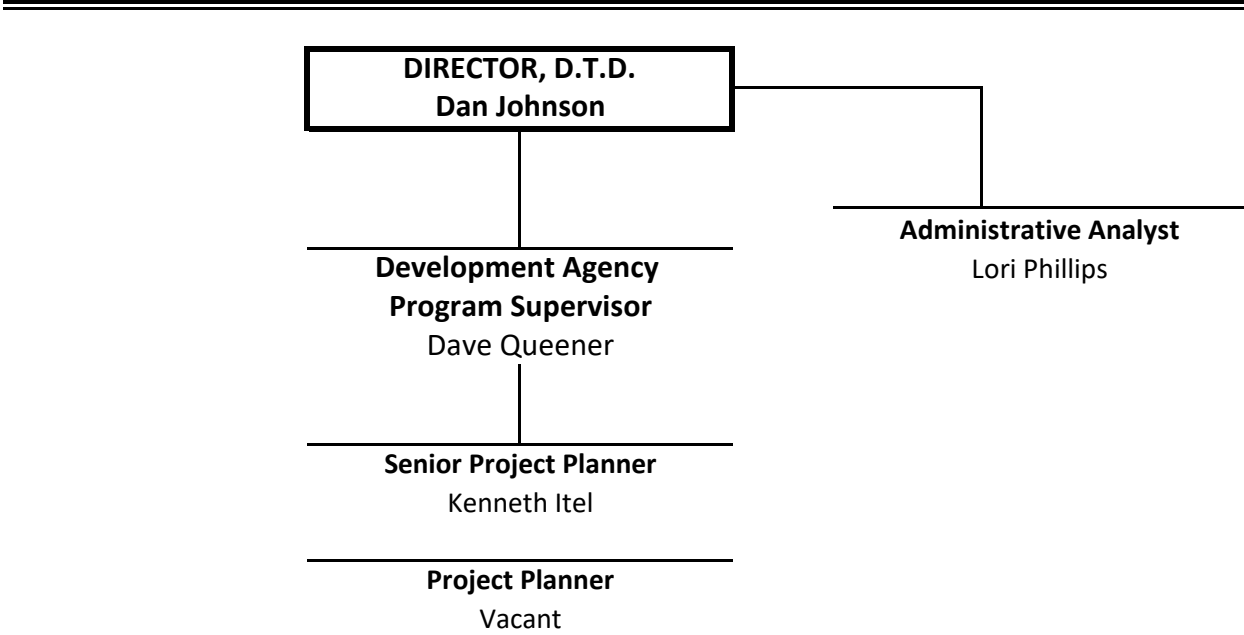 DIRECTOR, D.T.D.
Dan Johnson
Administrative Analyst
Lori Phillips
Development Agency
Program Supervisor
Dave Queener
Senior Project Planner
Kenneth Itel
Project Planner
Vacant